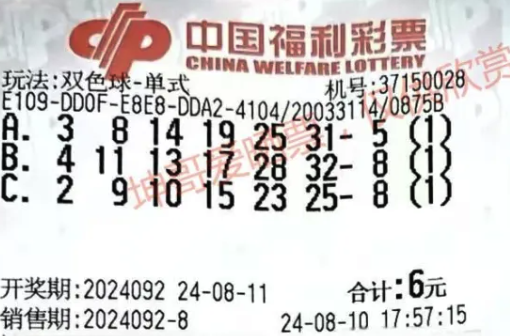 中国福利彩票
CHINA WELFARE LOTTERY
玩法:双色球-单式 机号:37150028
E109-DD0F-E8E8-DDA2-4104/20033114/0875B
A. 3 8 14 19 25 31- 5 (1)
B. 4 11 13 17 28 32- 8 (1)
C. 2 9 10 15 23 25- 8 (1)
开奖期:2024092 24-08-11 合计:6元
销售期:2024092-8 24-08-10 17:57:15